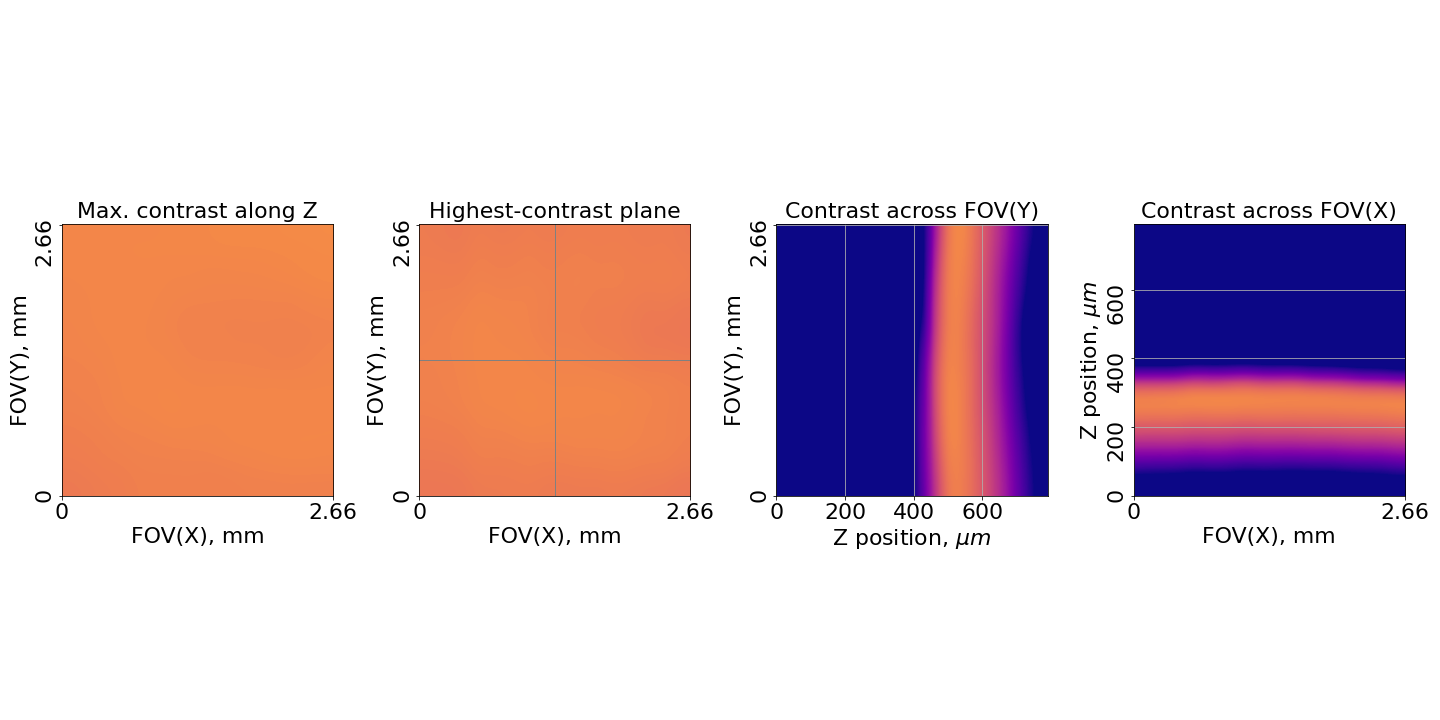 Max. contrast along Z
FOV(Y), mm
2.66
0
0
2.66
FOV(X), mm
Highest-contrast plane
FOV(Y), mm
2.66
0
0
2.66
FOV(X), mm
Contrast across FOV(Y)
FOV(Y), mm
2.66
0
0
200
400
600
Z position, μm
Contrast across FOV(X)
Z position, μm
600
400
200
0
0
2.66
FOV(X), mm